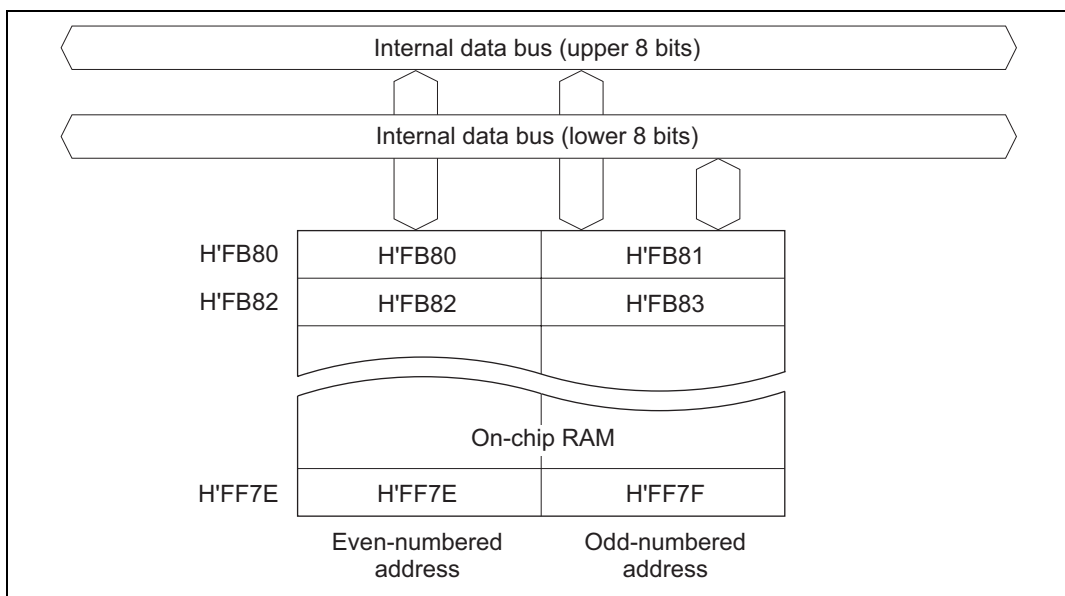 Internal data bus (upper 8 bits)
Internal data bus (lower 8 bits)
H'FB80 H'FB80 H'FB81
H'FB82 H'FB82 H'FB83
On-chip RAM
H'FF7E H'FF7E H'FF7F
Even-numbered address
Odd-numbered address